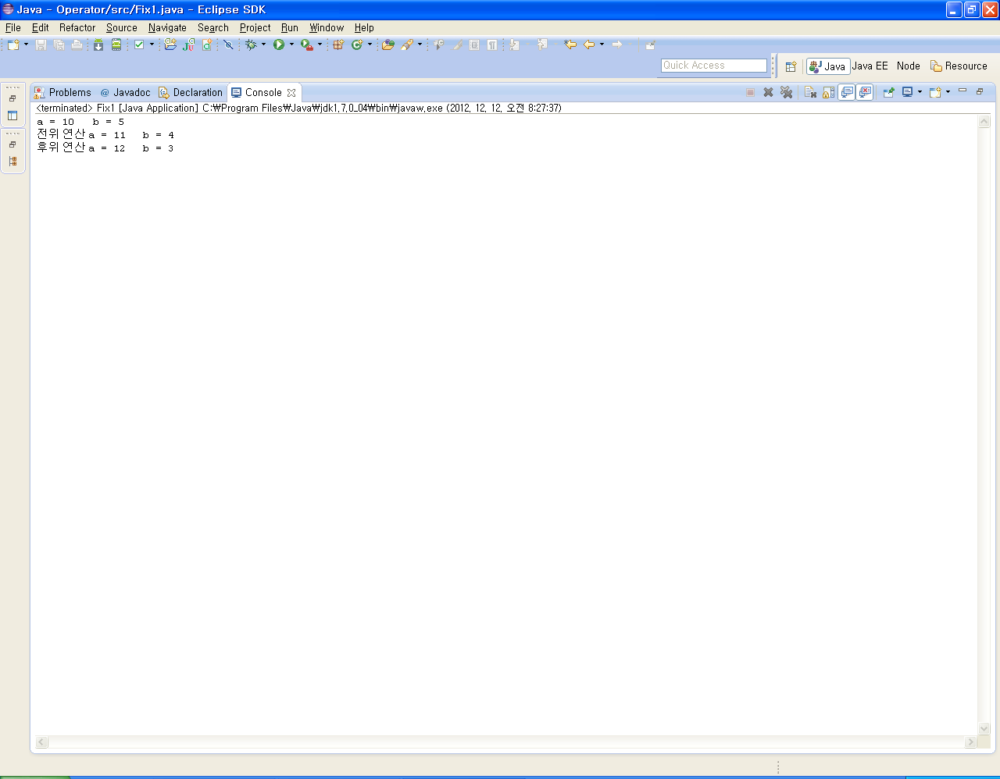 Java - Operator/src/Fix1.java - Eclipse SDK
File Edit Refactor Source Navigate Search Project Run Window Help
Quick Access
Java Java EE Node Resource
Problems @ Javadoc Declaration Console
<terminated> Fix1 [Java Application] C:₩Program Files₩Java₩jdk1.7.0_04₩bin₩javaw.exe (2012. 12. 12. 오전 8:27:37)
a = 10 b = 5
전위 연산 a = 11 b = 4
후위 연산 a = 12 b = 3